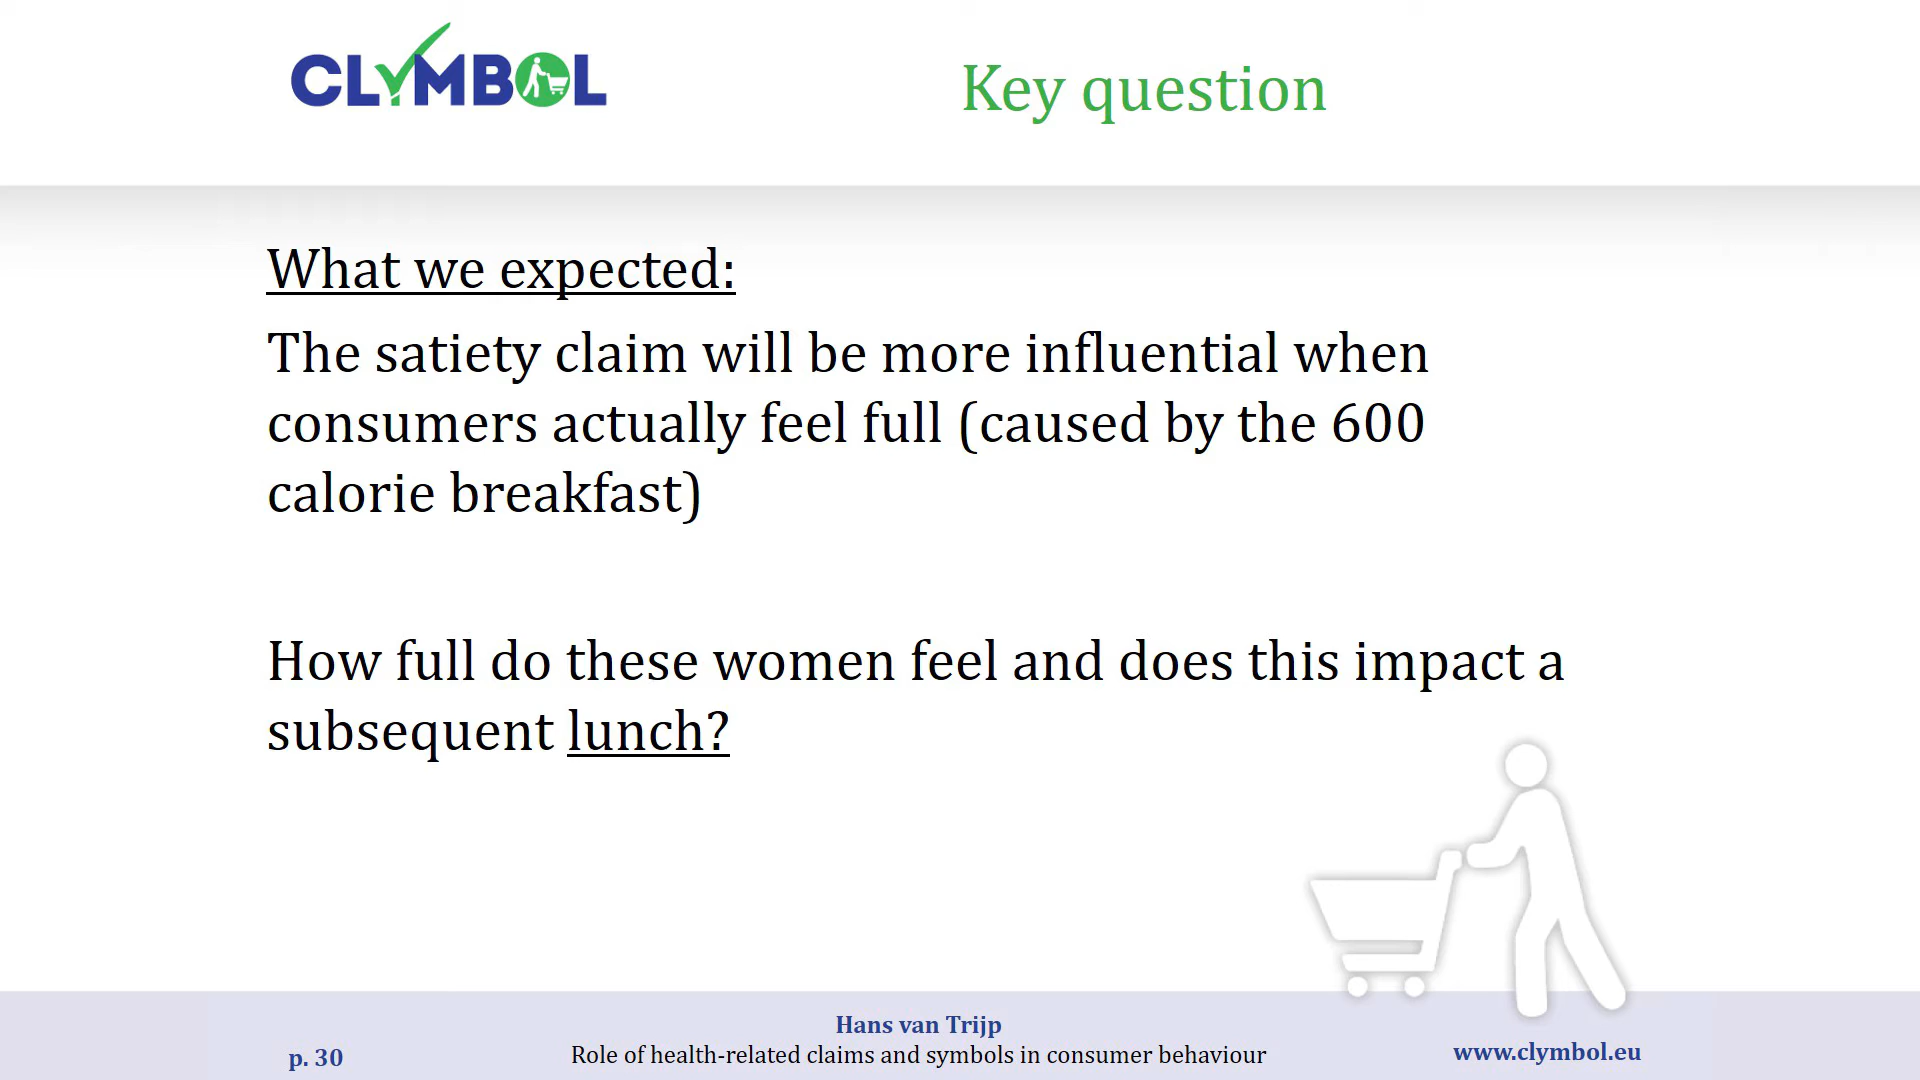 CLYMBOL
Key question
What we expected:
The satiety claim will be more influential when
consumers actually feel full (caused by the 600
calorie breakfast)
How full do these women feel and does this impact a
subsequent lunch?
Hans van Trijp
p. 30
Role of health-related claims and symbols in consumer behaviour
www.clymbol.eu